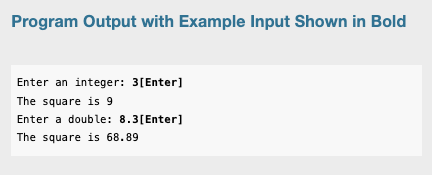 Program Output with Example Input Shown in Bold
Enter an integer: 3[Enter]
The square is 9
Enter a double: 8.3[Enter]
The square is 68.89